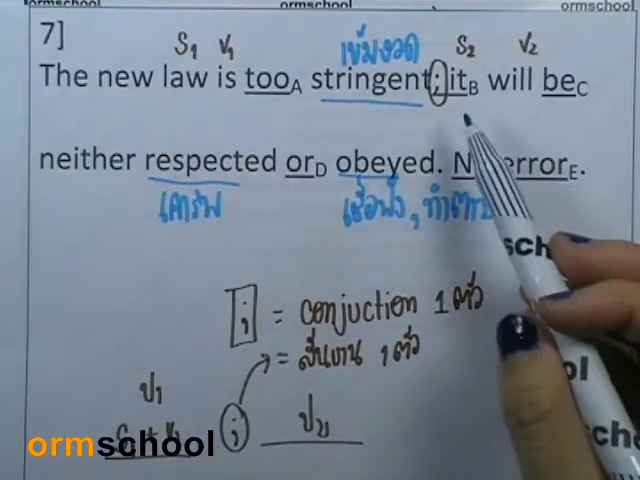 ormschool ormschool ormschool
7]
S1 V1 เข้มงวด S2 V2
The new law is tooA stringent; itB will beC
neither respected orD obeyed. errorE.
เคารพ เชื่อฟัง, ทำตาม
; = conjuction 1 ตัว
= สื่นงาน 1 ตัว
ป1
S1 + V1 ; ป2
ormschool